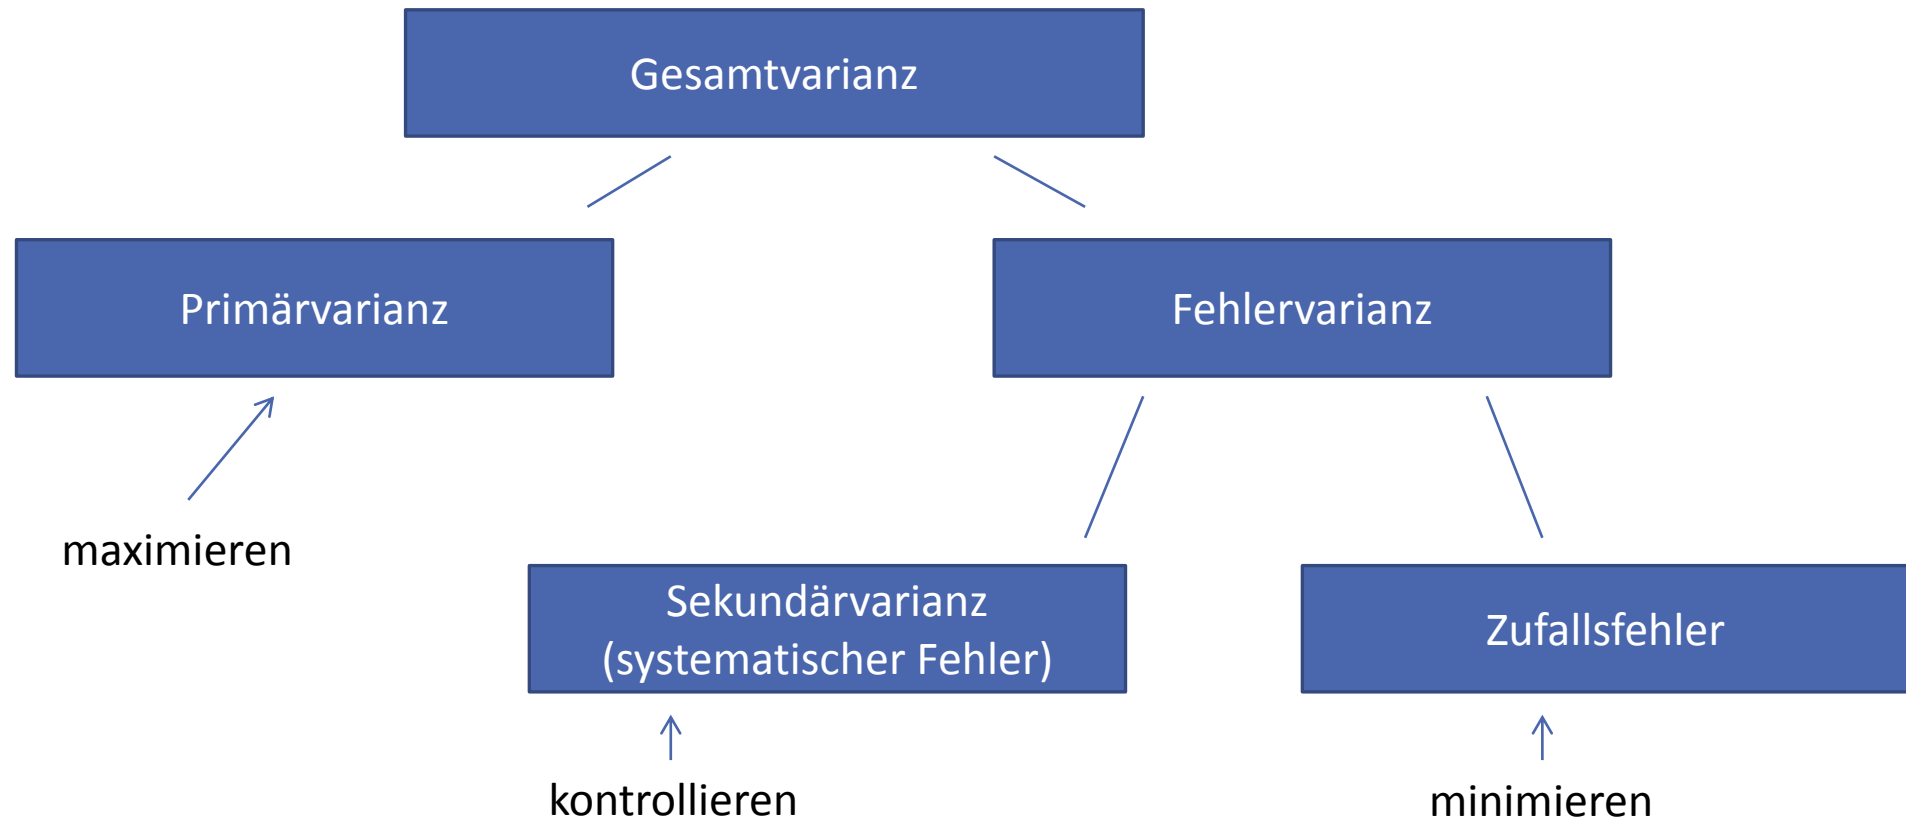 Gesamtvarianz
Primärvarianz
Fehlervarianz
maximieren
Sekundärvarianz
(systematischer Fehler)
Zufallsfehler
kontrollieren
minimieren